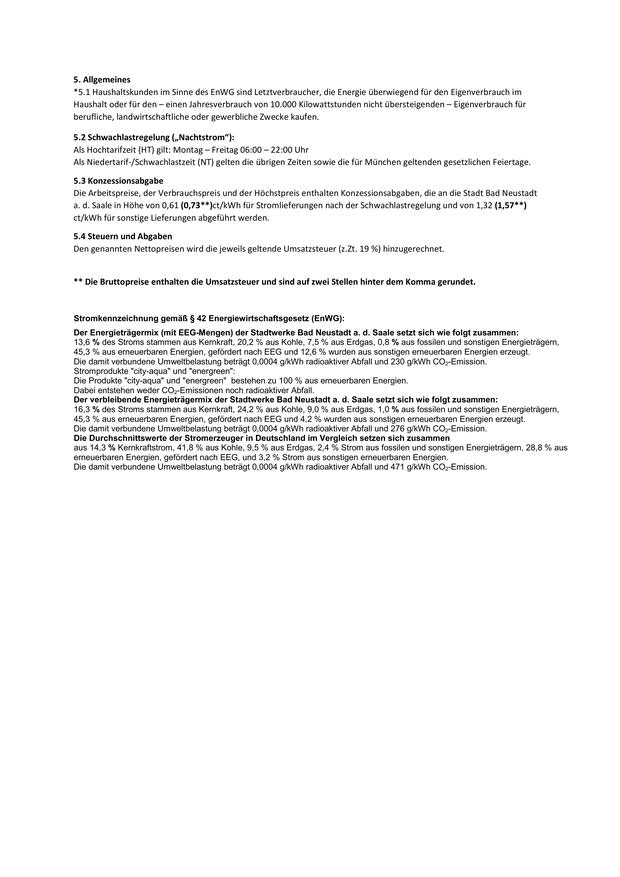 5. Allgemeines
*5.1 Haushaltskunden im Sinne des EnWG sind Letztverbraucher, die Energie überwiegend für den Eigenverbrauch im
Haushalt oder für den – einen Jahresverbrauch von 10.000 Kilowattstunden nicht übersteigenden – Eigenverbrauch für
berufliche, landwirtschaftliche oder gewerbliche Zwecke kaufen.
5.2 Schwachlastregelung („Nachtstrom“):
Als Hochtarifzeit (HT) gilt: Montag – Freitag 06:00 – 22:00 Uhr
Als Niedertarif-/Schwachlastzeit (NT) gelten die übrigen Zeiten sowie die für München geltenden gesetzlichen Feiertage.
5.3 Konzessionsabgabe
Die Arbeitspreise, der Verbrauchspreis und der Höchstpreis enthalten Konzessionsabgaben, die an die Stadt Bad Neustadt
a. d. Saale in Höhe von 0,61 (0,73**)ct/kWh für Stromlieferungen nach der Schwachlastregelung und von 1,32 (1,57**)
ct/kWh für sonstige Lieferungen abgeführt werden.
5.4 Steuern und Abgaben
Den genannten Nettopreisen wird die jeweils geltende Umsatzsteuer (z.Zt. 19 %) hinzugerechnet.
** Die Bruttopreise enthalten die Umsatzsteuer und sind auf zwei Stellen hinter dem Komma gerundet.
Stromkennzeichnung gemäß § 42 Energiewirtschaftsgesetz (EnWG):
Der Energieträgermix (mit EEG-Mengen) der Stadtwerke Bad Neustadt a. d. Saale setzt sich wie folgt zusammen:
13,6 % des Stroms stammen aus Kernkraft, 20,2 % aus Kohle, 7,5 % aus Erdgas, 0,8 % aus fossilen und sonstigen Energieträgern,
45,3 % aus erneuerbaren Energien, gefördert nach EEG und 12,6 % wurden aus sonstigen erneuerbaren Energien erzeugt.
Die damit verbundene Umweltbelastung beträgt 0,0004 g/kWh radioaktiver Abfall und 230 g/kWh CO₂-Emission.
Stromprodukte "city-aqua" und "energreen":
Die Produkte "city-aqua" und "energreen" bestehen zu 100 % aus erneuerbaren Energien.
Dabei entstehen weder CO₂-Emissionen noch radioaktiver Abfall.
Der verbleibende Energieträgermix der Stadtwerke Bad Neustadt a. d. Saale setzt sich wie folgt zusammen:
16,3 % des Stroms stammen aus Kernkraft, 24,2 % aus Kohle, 9,0 % aus Erdgas, 1,0 % aus fossilen und sonstigen Energieträgern,
45,3 % aus erneuerbaren Energien, gefördert nach EEG und 4,2 % wurden aus sonstigen erneuerbaren Energien erzeugt.
Die damit verbundene Umweltbelastung beträgt 0,0004 g/kWh radioaktiver Abfall und 276 g/kWh CO₂-Emission.
Die Durchschnittswerte der Stromerzeuger in Deutschland im Vergleich setzen sich zusammen
aus 14,3 % Kernkraftstrom, 41,8 % aus Kohle, 9,5 % aus Erdgas, 2,4 % Strom aus fossilen und sonstigen Energieträgern, 28,8 % aus
erneuerbaren Energien, gefördert nach EEG, und 3,2 % Strom aus sonstigen erneuerbaren Energien.
Die damit verbundene Umweltbelastung beträgt 0,0004 g/kWh radioaktiver Abfall und 471 g/kWh CO₂-Emission.